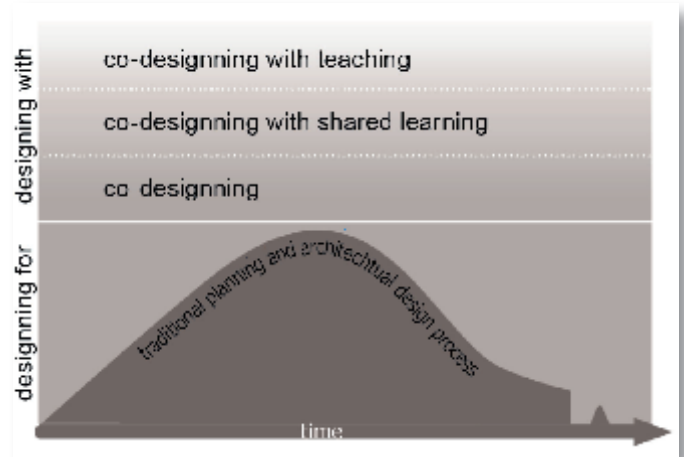 designing with
co-designning with teaching
co-designning with shared learning
co designning
designning for
traditional planning and architechtual design process
time